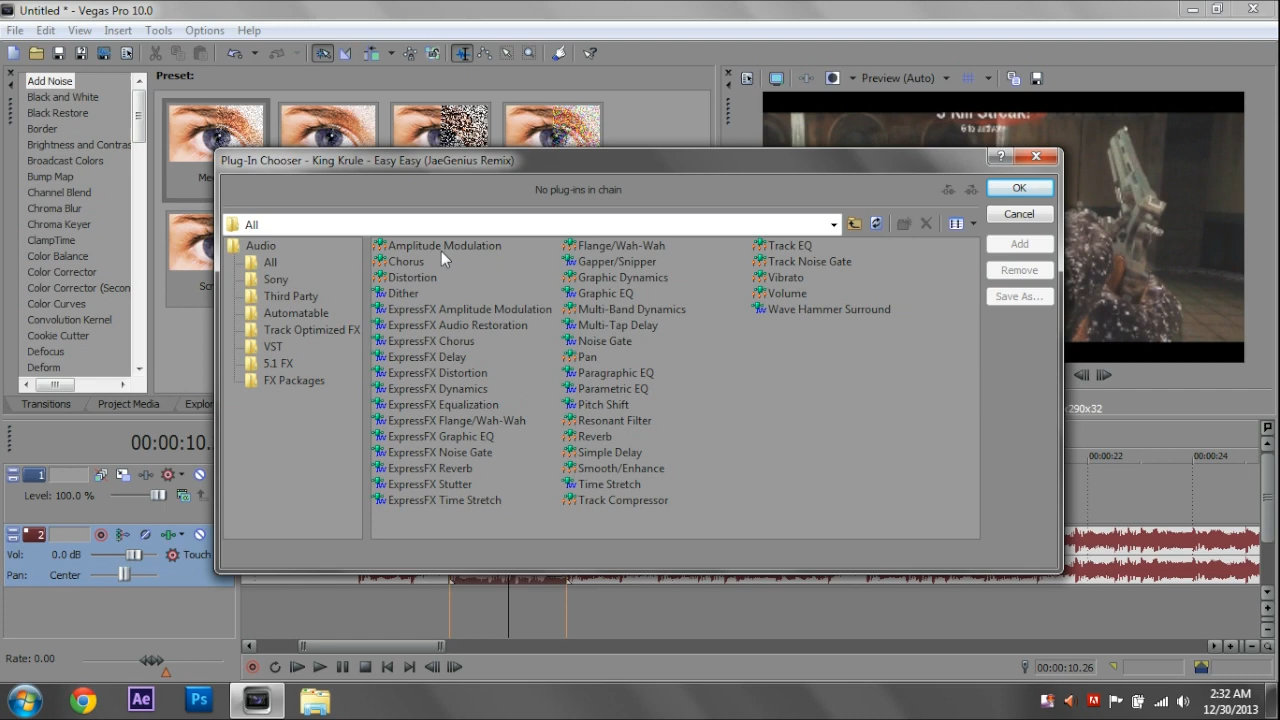 Untitled * - Vegas Pro 10.0
File Edit View Insert Tools Options Help
Preset:
Add Noise
Black and White
Black Restore
Border
Brightness and Contras
Broadcast Colors
Bump Map
Channel Blend
Chroma Blur
Chroma Keyer
ClampTime
Color Balance
Color Corrector
Color Corrector (Secon
Color Curves
Convolution Kernel
Cookie Cutter
Defocus
Deform
Preview (Auto)
Transitions Project Media Explor
Plug-In Chooser - King Krule - Easy Easy (JaeGenius Remix)
No plug-ins in chain
All
OK
Cancel
Add
Remove
Save As...
Audio
All
Sony
Third Party
Automatable
Track Optimized FX
VST
5.1 FX
FX Packages
Amplitude Modulation
Chorus
Distortion
Dither
ExpressFX Amplitude Modulation
ExpressFX Audio Restoration
ExpressFX Chorus
ExpressFX Delay
ExpressFX Distortion
ExpressFX Dynamics
ExpressFX Equalization
ExpressFX Flange/Wah-Wah
ExpressFX Graphic EQ
ExpressFX Noise Gate
ExpressFX Reverb
ExpressFX Stutter
ExpressFX Time Stretch
Flange/Wah-Wah
Gapper/Snipper
Graphic Dynamics
Graphic EQ
Multi-Band Dynamics
Multi-Tap Delay
Noise Gate
Pan
Paragraphic EQ
Parametric EQ
Pitch Shift
Resonant Filter
Reverb
Simple Delay
Smooth/Enhance
Time Stretch
Track Compressor
Track EQ
Track Noise Gate
Vibrato
Volume
Wave Hammer Surround
x290x32
00:00:10.
00:00:22 00:00:24
1
Level: 100.0 %
2
Vol: 0.0 dB Touch
Pan: Center
Rate: 0.00
00:00:10.26
Ae
Ps
2:32 AM
12/30/2013